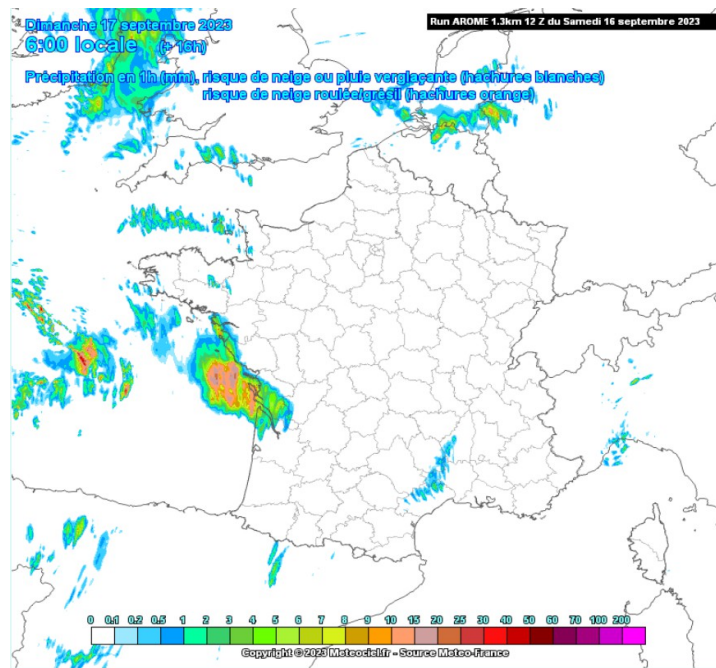 Dimanche 17 septembre 2023
Run AROME 1.3km 12 Z du Samedi 16 septembre 2023
6:00 locale (+ 16h)
Précipitation en 1h (mm), risque de neige ou pluie verglaçante (hachures blanches)
risque de neige roulée/grésil (hachures orange)
0 0.1 0.2 0.5 1 2 3 4 5 6 7 8 9 10 15 20 25 30 40 50 60 70 100 200
Copyright © 2023 Meteociel.fr - Source Meteo-France